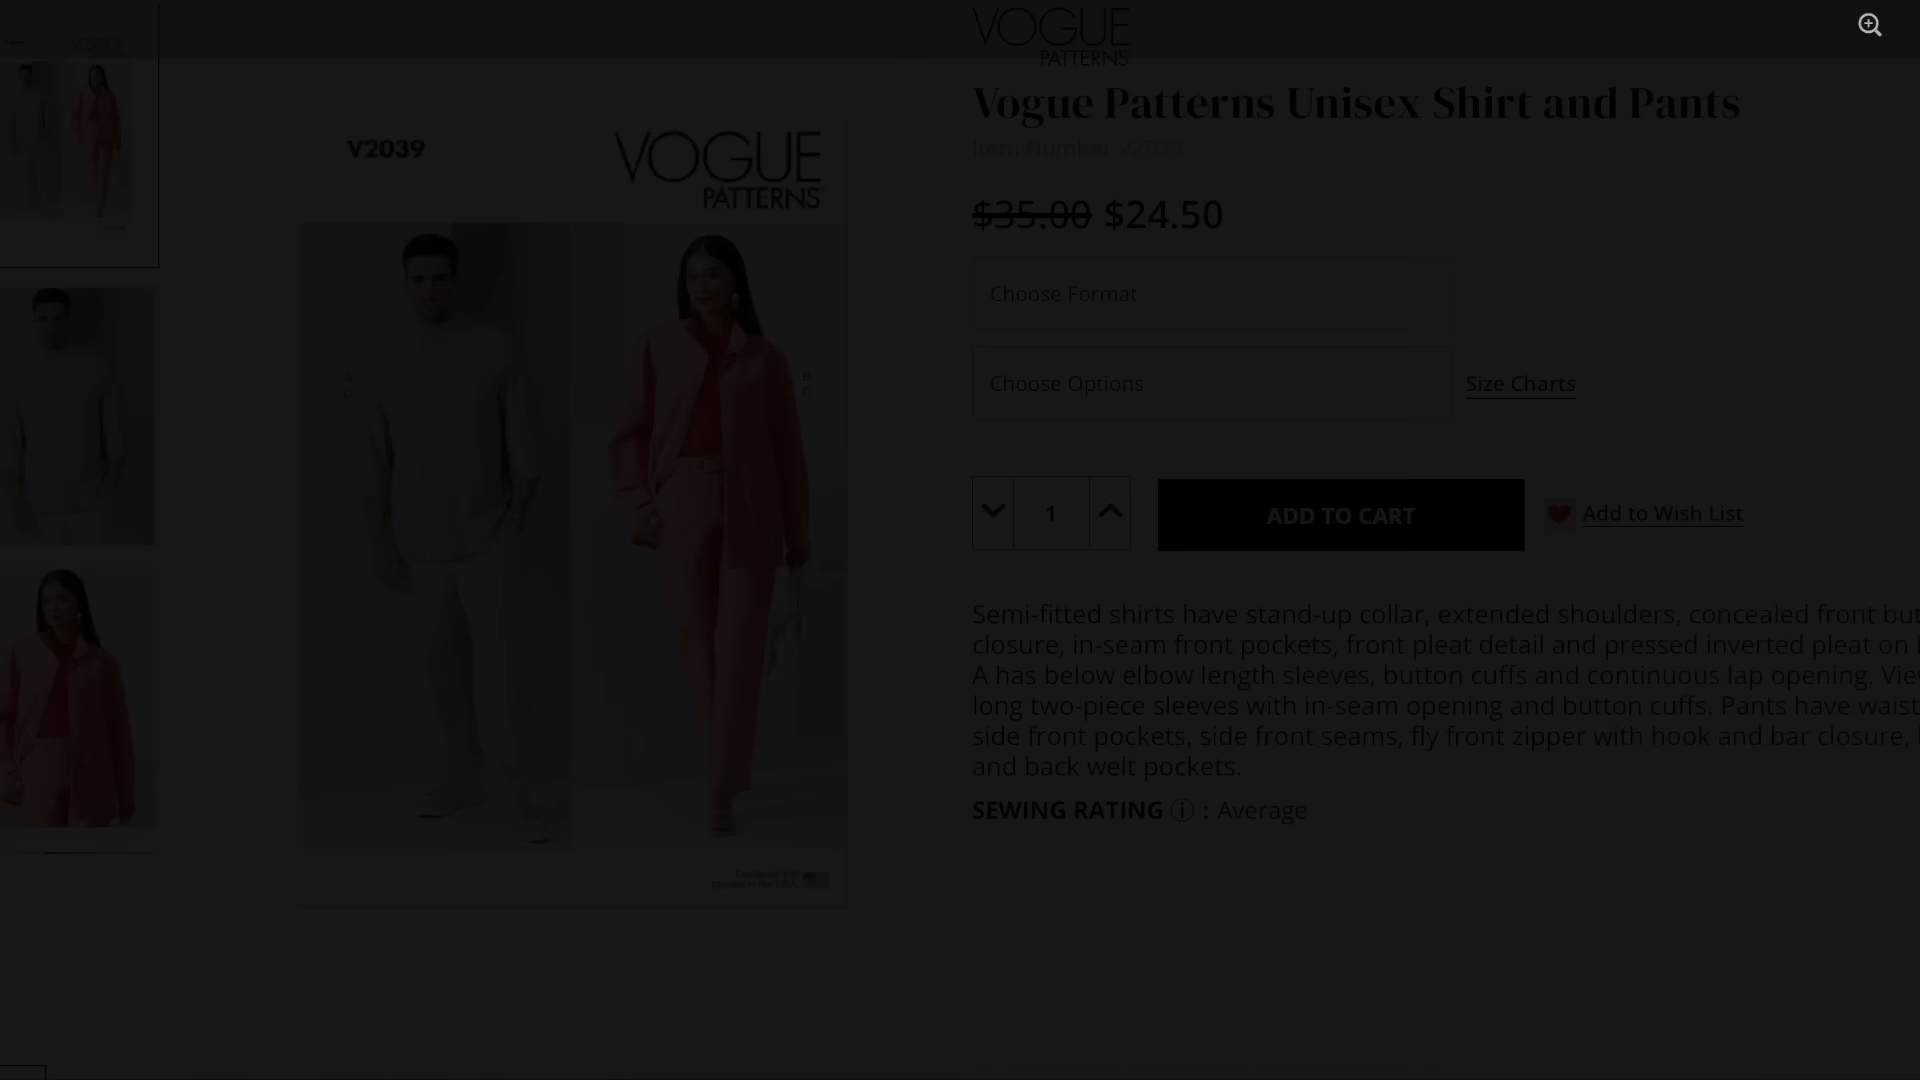 VOGUE
PATTERNS
Vogue Patterns Unisex Shirt and Pants
Item Number V2039
$35.00 $24.50
Choose Format
Choose Options
Size Charts
1
ADD TO CART
Add to Wish List
Semi-fitted shirts have stand-up collar, extended shoulders, concealed front but
closure, in-seam front pockets, front pleat detail and pressed inverted pleat on
A has below elbow length sleeves, button cuffs and continuous lap opening. Vie
long two-piece sleeves with in-seam opening and button cuffs. Pants have waist
side front pockets, side front seams, fly front zipper with hook and bar closure,
and back welt pockets.
SEWING RATING ⓘ : Average
V2039
VOGUE
PATTERNS
A
C
B
C